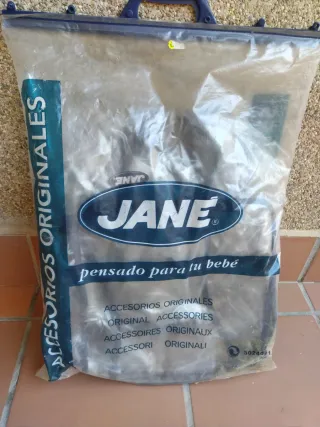 ACCESORIOS ORIGINALES
JANÉ
JANÉ®
pensado para tu bebé
ACCESORIOS ORIGINALES
ORIGINAL ACCESSORIES
ACCESSOIRES ORIGINAUX
ACCESSORI ORIGINALI